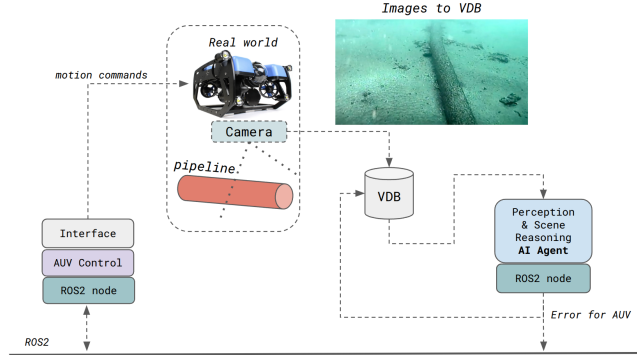 Images to VDB
Real world
motion commands
Camera
pipeline
VDB
Interface
AUV Control
ROS2 node
Perception
& Scene
Reasoning
AI Agent
ROS2 node
Error for AUV
ROS2